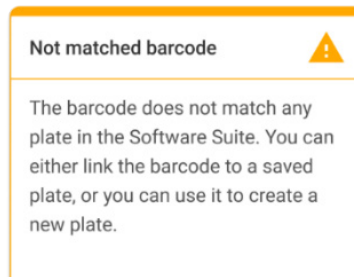 Not matched barcode
The barcode does not match any
plate in the Software Suite. You can
either link the barcode to a saved
plate, or you can use it to create a
new plate.